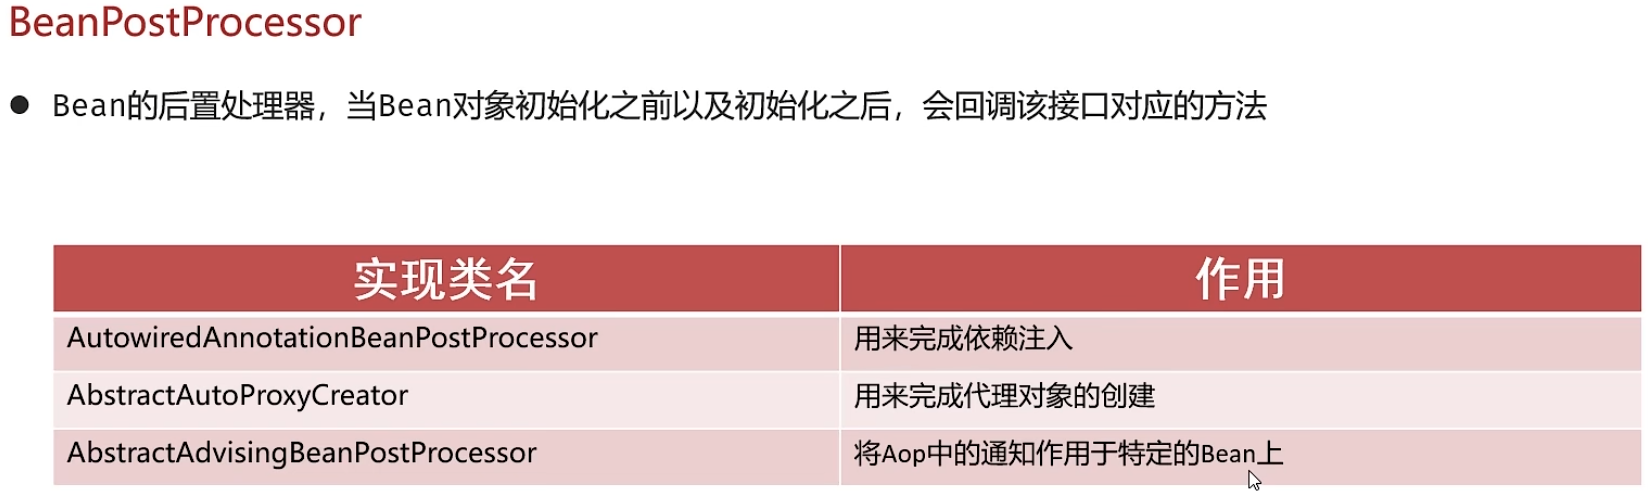 BeanPostProcessor
● Bean的后置处理器，当Bean对象初始化之前以及初始化之后，会回调该接口对应的方法
实现类名 作用
AutowiredAnnotationBeanPostProcessor 用来完成依赖注入
AbstractAutoProxyCreator 用来完成代理对象的创建
AbstractAdvisingBeanPostProcessor 将Aop中的通知作用于特定的Bean上